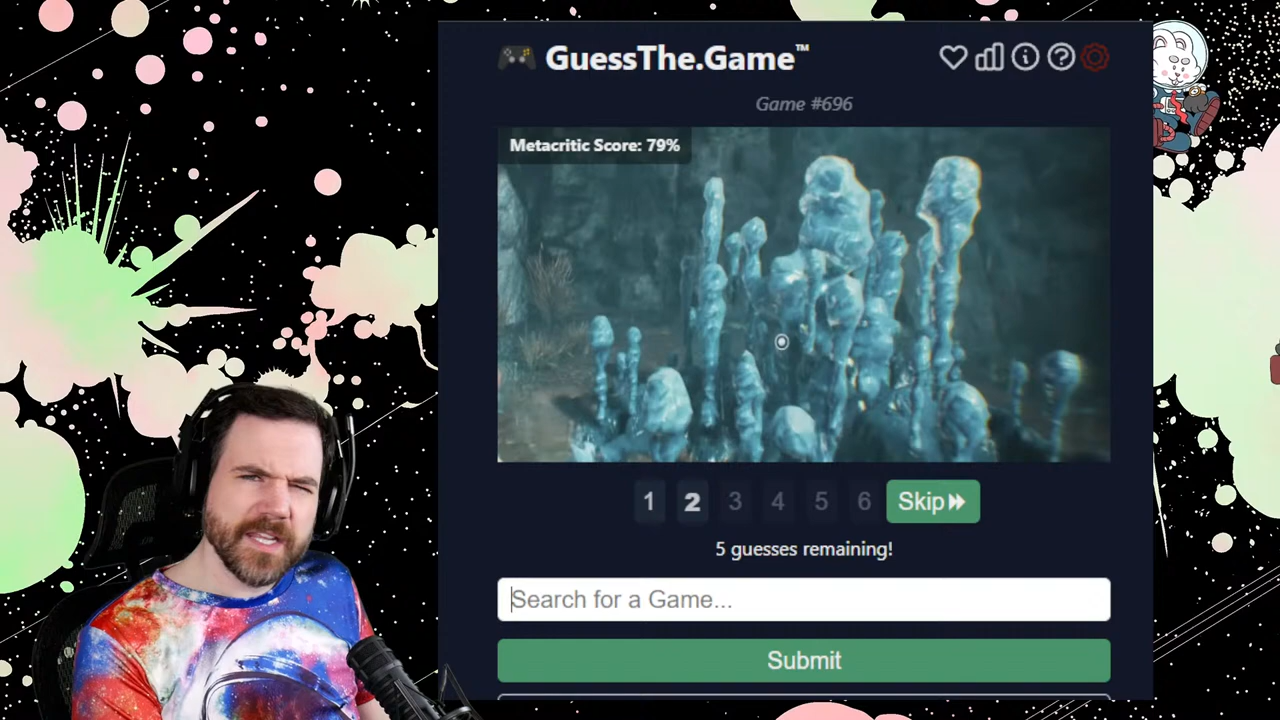 GuessThe.Game™
Game #696
Metacritic Score: 79%
1 2 3 4 5 6 Skip
5 guesses remaining!
Search for a Game...
Submit